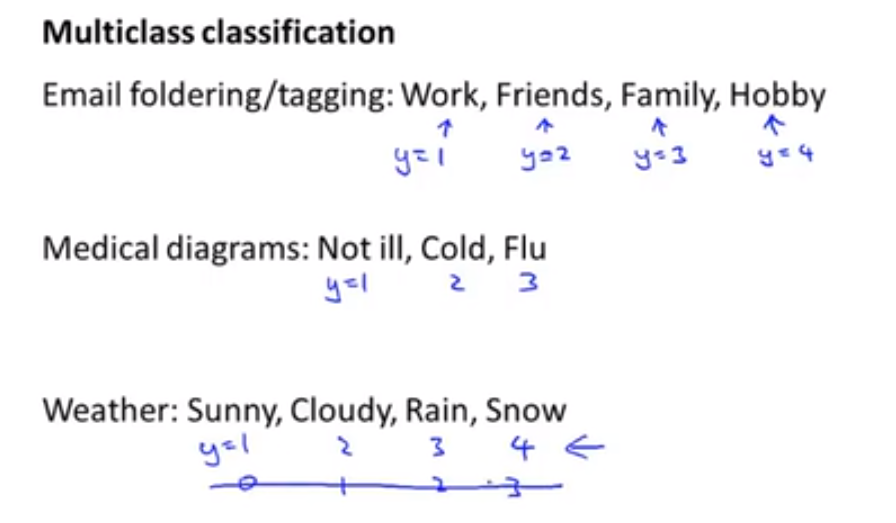 Multiclass classification
Email foldering/tagging: Work, Friends, Family, Hobby
y=1 y=2 y=3 y=4
Medical diagrams: Not ill, Cold, Flu
y=1 2 3
Weather: Sunny, Cloudy, Rain, Snow
y=1 2 3 4 ←
0 1 2 3